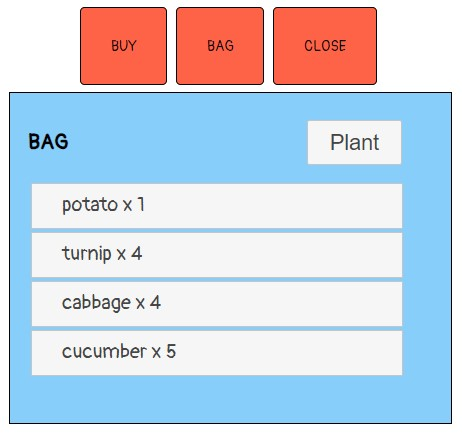 BUY BAG CLOSE
BAG Plant
potato x 1
turnip x 4
cabbage x 4
cucumber x 5